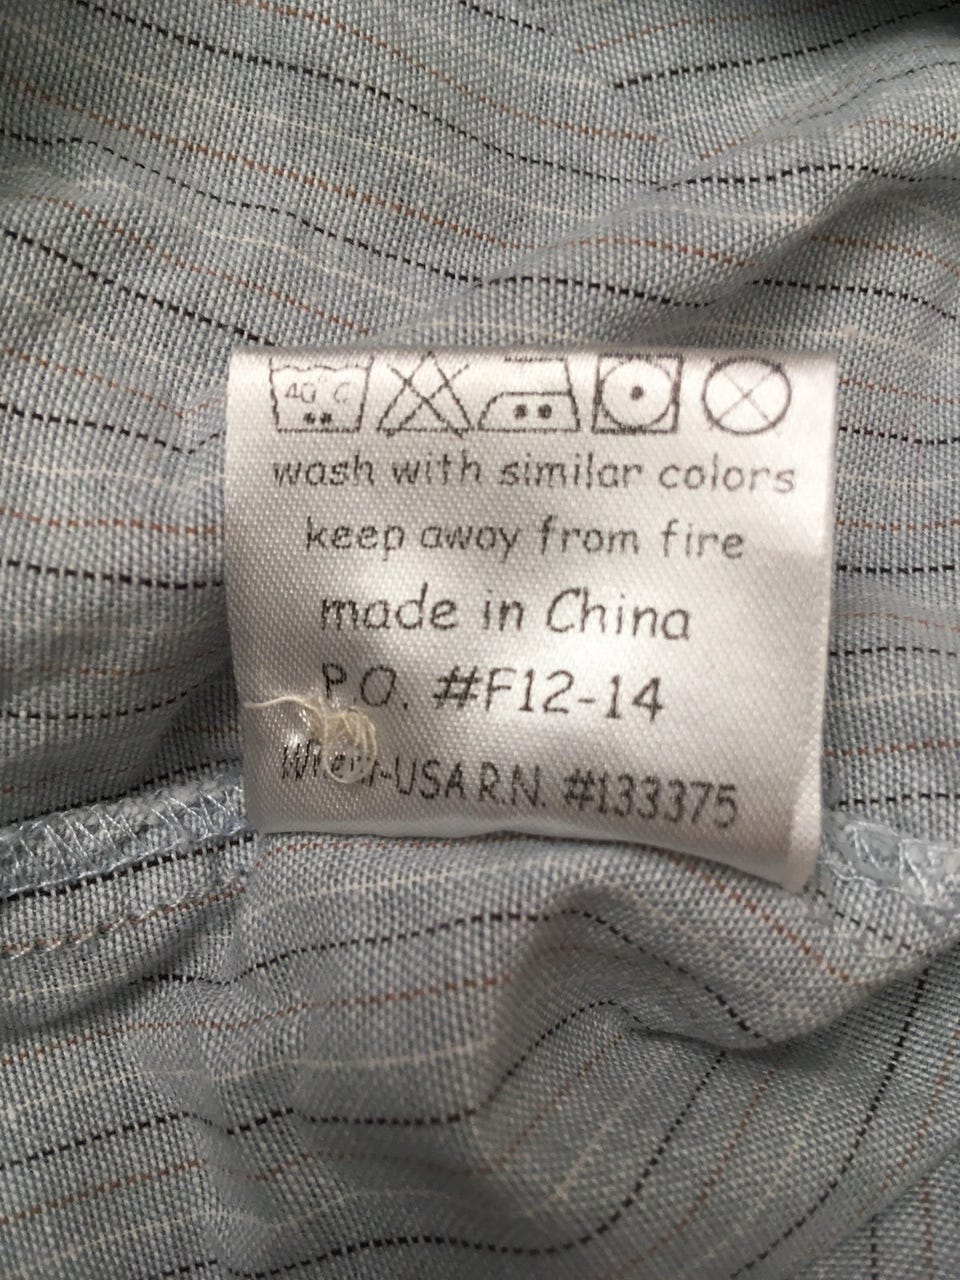 40°C
wash with similar colors
keep away from fire
made in China
P.O. #F12-14
-USA R.N. #133375